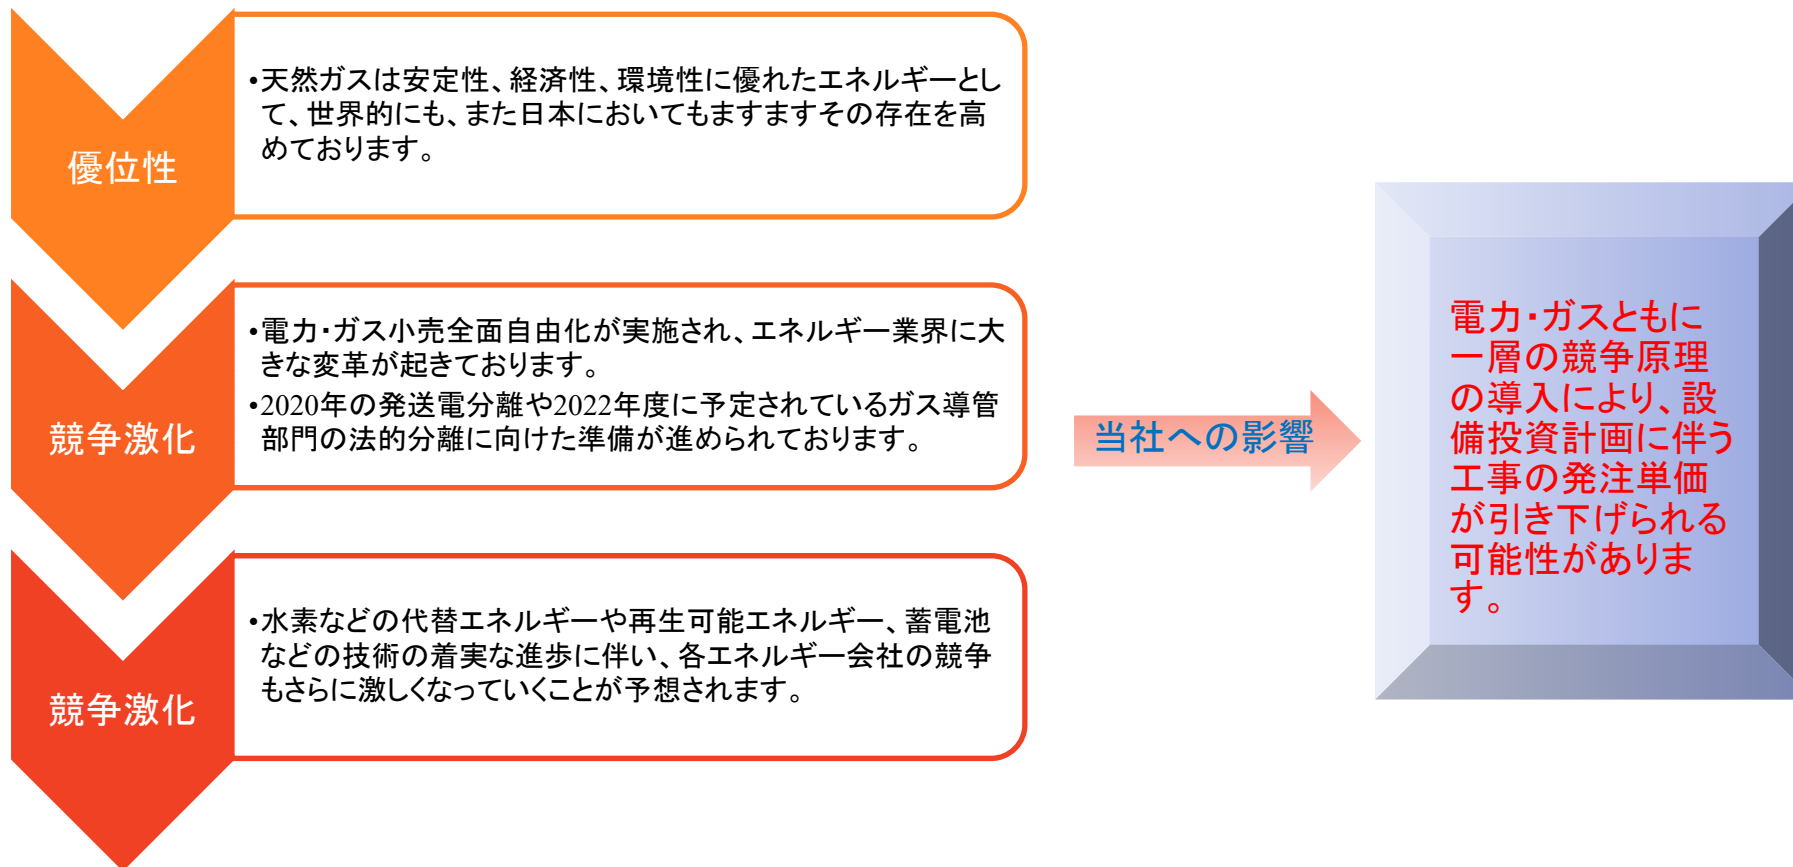 優位性
•天然ガスは安定性、経済性、環境性に優れたエネルギーとし
て、世界的にも、また日本においてもますますその存在を高
めております。
競争激化
•電力・ガス小売全面自由化が実施され、エネルギー業界に大
きな変革が起きております。
•2020年の発送電分離や2022年度に予定されているガス導管
部門の法的分離に向けた準備が進められております。
競争激化
•水素などの代替エネルギーや再生可能エネルギー、蓄電池
などの技術の着実な進歩に伴い、各エネルギー会社の競争
もさらに激しくなっていくことが予想されます。
当社への影響
電力・ガスともに
一層の競争原理
の導入により、設
備投資計画に伴う
工事の発注単価
が引き下げられる
可能性がありま
す。